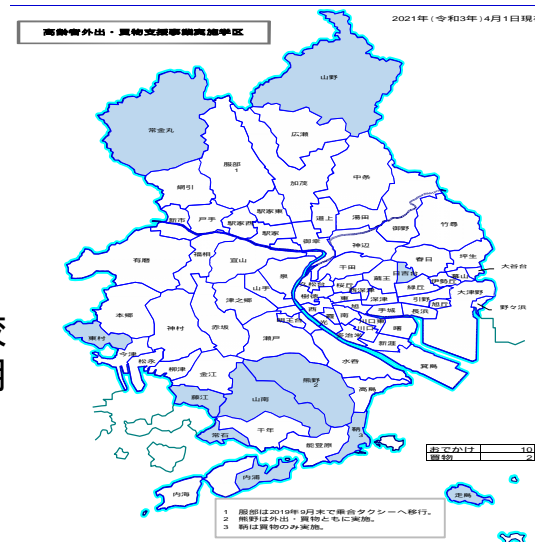 2021年(令和3年)4月1日現
高齢者外出・買物支援事業実施学区
山野
常金丸
広瀬
服部
1
加茂
中条
網引
新市
戸手
駅家西
駅家東
駅家
道上
湯田
御野
竹尋
御幸
神辺
有磨
福相
宜山
泉
千田
春日
坪生
大谷台
日吉台
蔵王
伊勢丘
桜丘
緑丘
山手
津之郷
樹徳
深津
引野
旭丘
大津野
野々浜
手城
長浜
本郷
神村
赤坂
瀬戸
西
東
南
旭
曙
新涯
箕島
東村
今津
松永
柳津
金江
水呑
熊野
2
高島
藤江
山南
常石
千年
能登原
鞆
3
内海
内浦
走島
おでかけ 10
買物 2
1 服部は2019年9月末で乗合タクシーへ移行。
2 熊野は外出・買物ともに実施。
3 鞆は買物のみ実施。